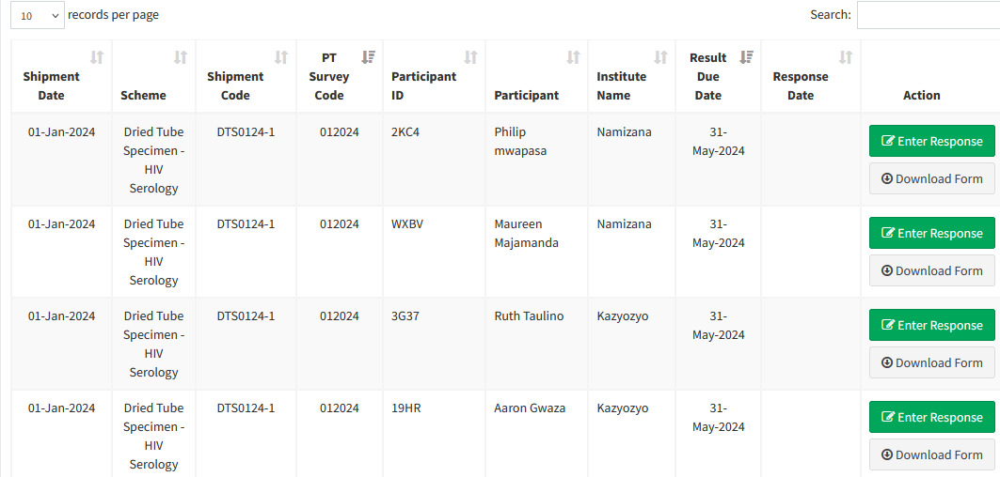 10 records per page Search:
Shipment Date Scheme Shipment Code PT Survey Code Participant ID Participant Institute Name Result Due Date Response Date Action
01-Jan-2024 Dried Tube Specimen - HIV Serology DTS0124-1 012024 2KC4 Philip mwapasa Namizana 31-May-2024 Enter Response
Download Form
01-Jan-2024 Dried Tube Specimen - HIV Serology DTS0124-1 012024 WXBV Maureen Majamanda Namizana 31-May-2024 Enter Response
Download Form
01-Jan-2024 Dried Tube Specimen - HIV Serology DTS0124-1 012024 3G37 Ruth Taulino Kazyozyo 31-May-2024 Enter Response
Download Form
01-Jan-2024 Dried Tube Specimen - HIV Serology DTS0124-1 012024 19HR Aaron Gwaza Kazyozyo 31-May-2024 Enter Response
Download Form